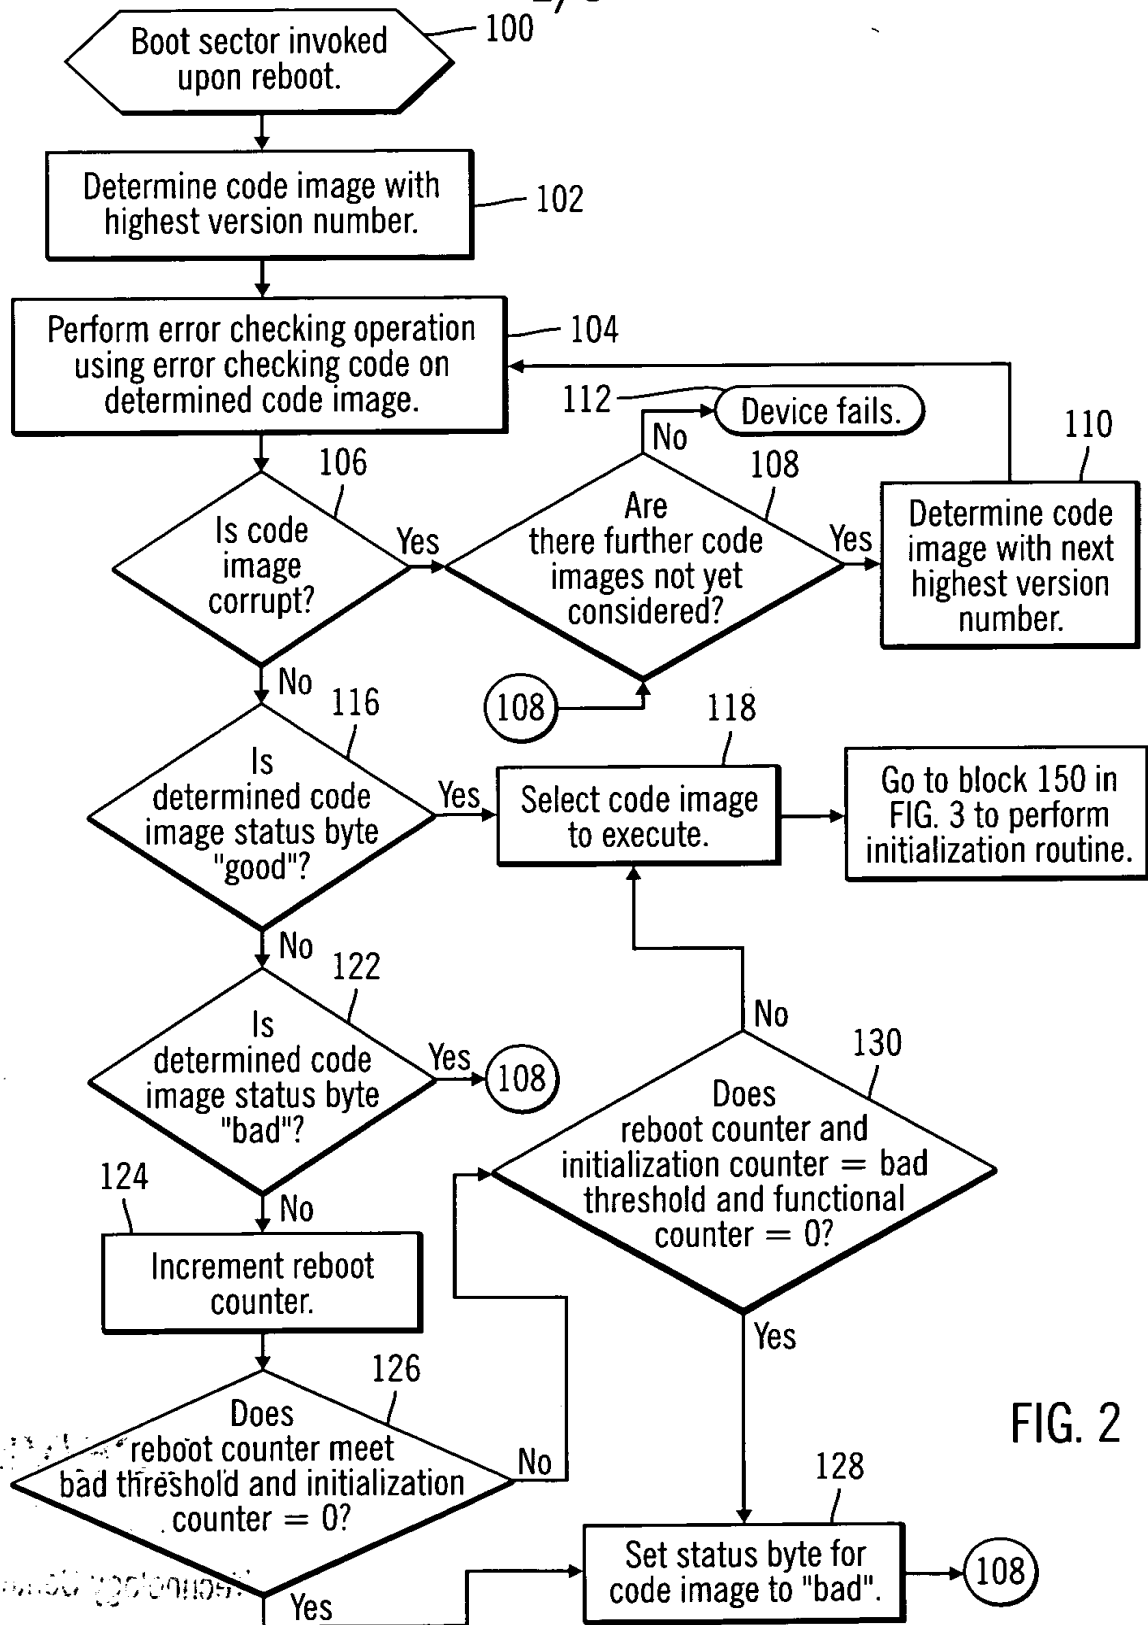 Boot sector invoked
upon reboot.
100
Determine code image with
highest version number.
102
Perform error checking operation
using error checking code on
determined code image.
104
112
Device fails.
110
106
No
108
Is code
image
corrupt?
Yes
Are
there further code
images not yet
considered?
Yes
Determine code
image with next
highest version
number.
No
108
116
118
Is
determined code
image status byte
"good"?
Yes
Select code image
to execute.
Go to block 150 in
FIG. 3 to perform
initialization routine.
No
122
No
Is
determined code
image status byte
"bad"?
Yes
108
130
Does
reboot counter and
initialization counter = bad
threshold and functional
counter = 0?
124
No
Increment reboot
counter.
Yes
126
Does
reboot counter meet
bad threshold and initialization
counter = 0?
No
FIG. 2
128
Set status byte for
code image to "bad".
108
Yes